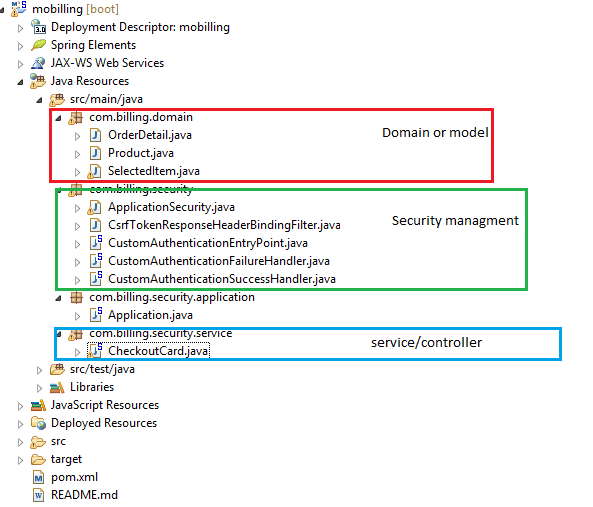 mobilling [boot]
Deployment Descriptor: mobilling
Spring Elements
JAX-WS Web Services
Java Resources
src/main/java
com.billing.domain
OrderDetail.java
Domain or model
Product.java
SelectedItem.java
com.billing.security
ApplicationSecurity.java
CsrfTokenResponseHeaderBindingFilter.java
Security managment
CustomAuthenticationEntryPoint.java
CustomAuthenticationFailureHandler.java
CustomAuthenticationSuccessHandler.java
com.billing.security.application
Application.java
com.billing.security.service
service/controller
CheckoutCard.java
src/test/java
Libraries
JavaScript Resources
Deployed Resources
src
target
pom.xml
README.md